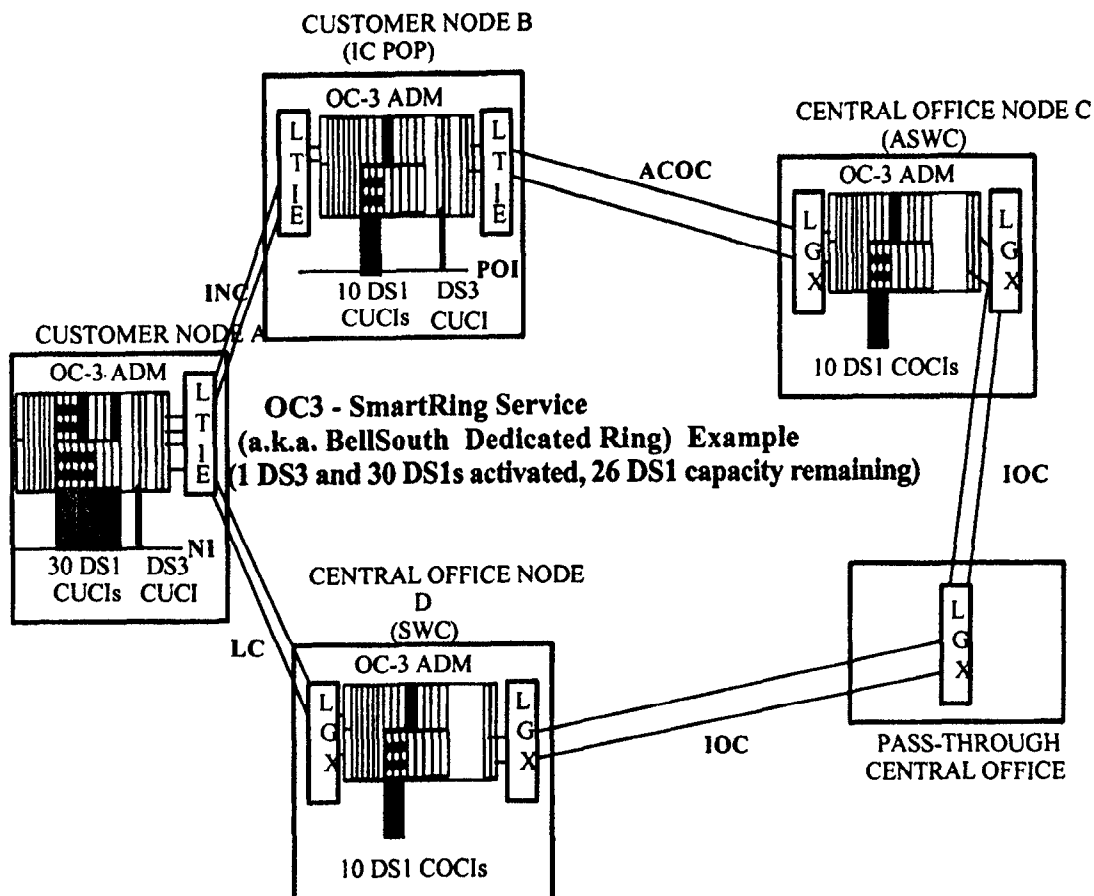 CUSTOMER NODE B
(IC POP)
OC-3 ADM
L
T
IE
L
T
IE
10 DS1
CUCIs
DS3
CUCI
POI
ACOC
CENTRAL OFFICE NODE C
(ASWC)
OC-3 ADM
L
G
X
L
G
X
10 DS1 COCIs
INC
CUSTOMER NODE A
OC-3 ADM
L
T
IE
30 DS1
CUCIs
DS3
CUCI
NI
OC3 - SmartRing Service
(a.k.a. BellSouth Dedicated Ring) Example
(1 DS3 and 30 DS1s activated, 26 DS1 capacity remaining)
IOC
LC
CENTRAL OFFICE NODE
D
(SWC)
OC-3 ADM
L
G
X
L
G
X
10 DS1 COCIs
IOC
L
G
X
PASS-THROUGH
CENTRAL OFFICE